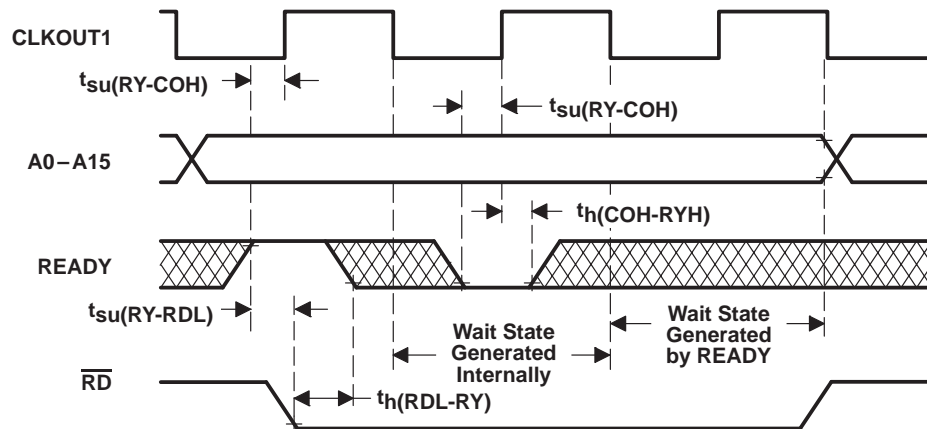 CLKOUT1
tsu(RY-COH)
tsu(RY-COH)
A0–A15
th(COH-RYH)
READY
tsu(RY-RDL)
Wait State
Generated
Internally
Wait State
Generated
by READY
RD
th(RDL-RY)